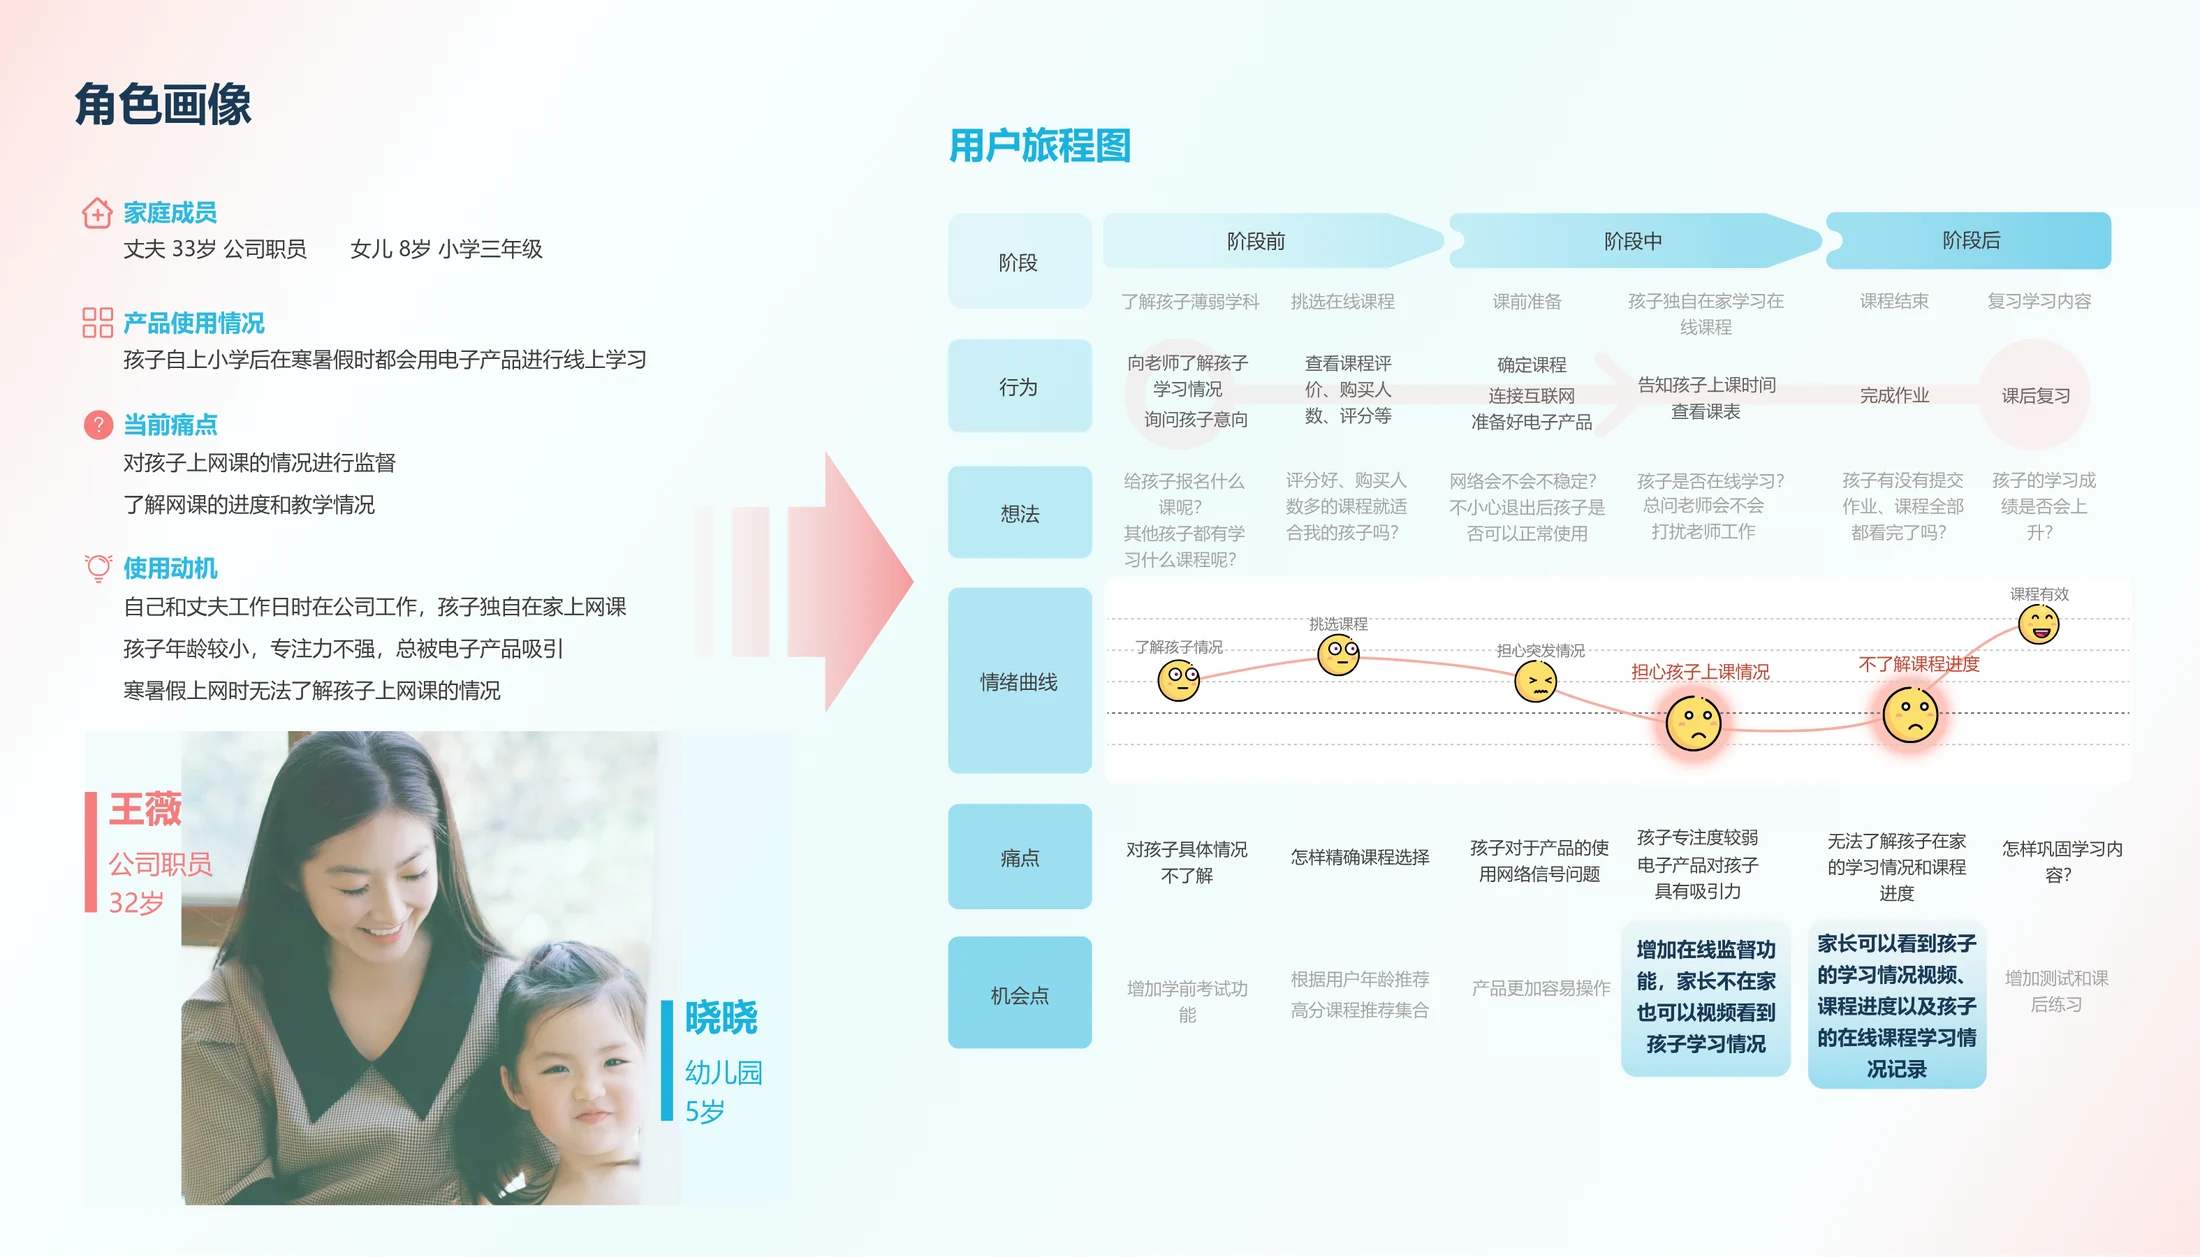 角色画像
家庭成员
丈夫 33岁 公司职员 女儿 8岁 小学三年级
产品使用情况
孩子自上小学后在寒暑假时都会用电子产品进行线上学习
?
当前痛点
对孩子上网课的情况进行监督
了解网课的进度和教学情况
使用动机
自己和丈夫工作日时在公司工作，孩子独自在家上网课
孩子年龄较小，专注力不强，总被电子产品吸引
寒暑假上网时无法了解孩子上网课的情况
王薇
公司职员
32岁
晓晓
幼儿园
5岁
用户旅程图
阶段
阶段前
阶段中
阶段后
了解孩子薄弱学科
挑选在线课程
课前准备
孩子独自在家学习在
线课程
课程结束
复习学习内容
行为
向老师了解孩子
学习情况
询问孩子意向
查看课程评
价、购买人
数、评分等
确定课程
连接互联网
准备好电子产品
告知孩子上课时间
查看课表
完成作业
课后复习
想法
给孩子报名什么
课呢？
其他孩子都有学
习什么课程呢？
评分好、购买人
数多的课程就适
合我的孩子吗？
网络会不会不稳定？
不小心退出后孩子是
否可以正常使用
孩子是否在线学习？
总问老师会不会
打扰老师工作
孩子有没有提交
作业、课程全部
都看完了吗？
孩子的学习成
绩是否会上
升？
情绪曲线
了解孩子情况
挑选课程
担心突发情况
担心孩子上课情况
不了解课程进度
课程有效
痛点
对孩子具体情况
不了解
怎样精确课程选择
孩子对于产品的使
用网络信号问题
孩子专注度较弱
电子产品对孩子
具有吸引力
无法了解孩子在家
的学习情况和课程
进度
怎样巩固学习内
容？
机会点
增加学前考试功
能
根据用户年龄推荐
高分课程推荐集合
产品更加容易操作
增加在线监督功
能，家长不在家
也可以视频看到
孩子学习情况
家长可以看到孩子
的学习情况视频、
课程进度以及孩子
的在线课程学习情
况记录
增加测试和课
后练习